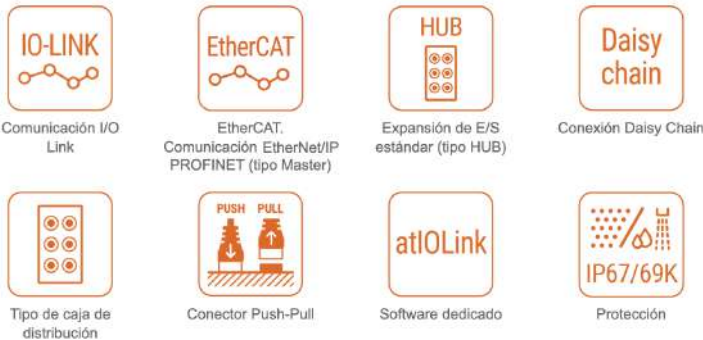 IO-LINK
Comunicación I/O
Link
EtherCAT
EtherCAT.
Comunicación EtherNet/IP
PROFINET (tipo Master)
HUB
Expansión de E/S
estándar (tipo HUB)
Daisy
chain
Conexión Daisy Chain
Tipo de caja de
distribución
PUSH PULL
Conector Push-Pull
atIOLink
Software dedicado
IP67/69K
Protección